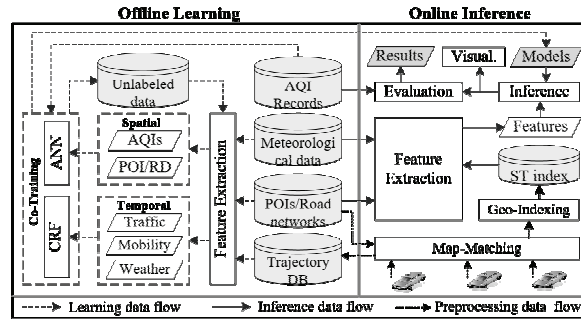 Offline Learning
Online Inference
Unlabeled
data
AQI
Records
Results
Visual.
Models
Evaluation
Inference
Spatial
AQIs
POI/RD
Meteorologi
cal data
Features
Feature
Extraction
ST index
Co-Training
ANN
CRF
Feature Extraction
POIs/Road
networks
Geo-Indexing
Temporal
Traffic
Mobility
Weather
Trajectory
DB
Map-Matching
Learning data flow
Inference data flow
Preprocessing data flow